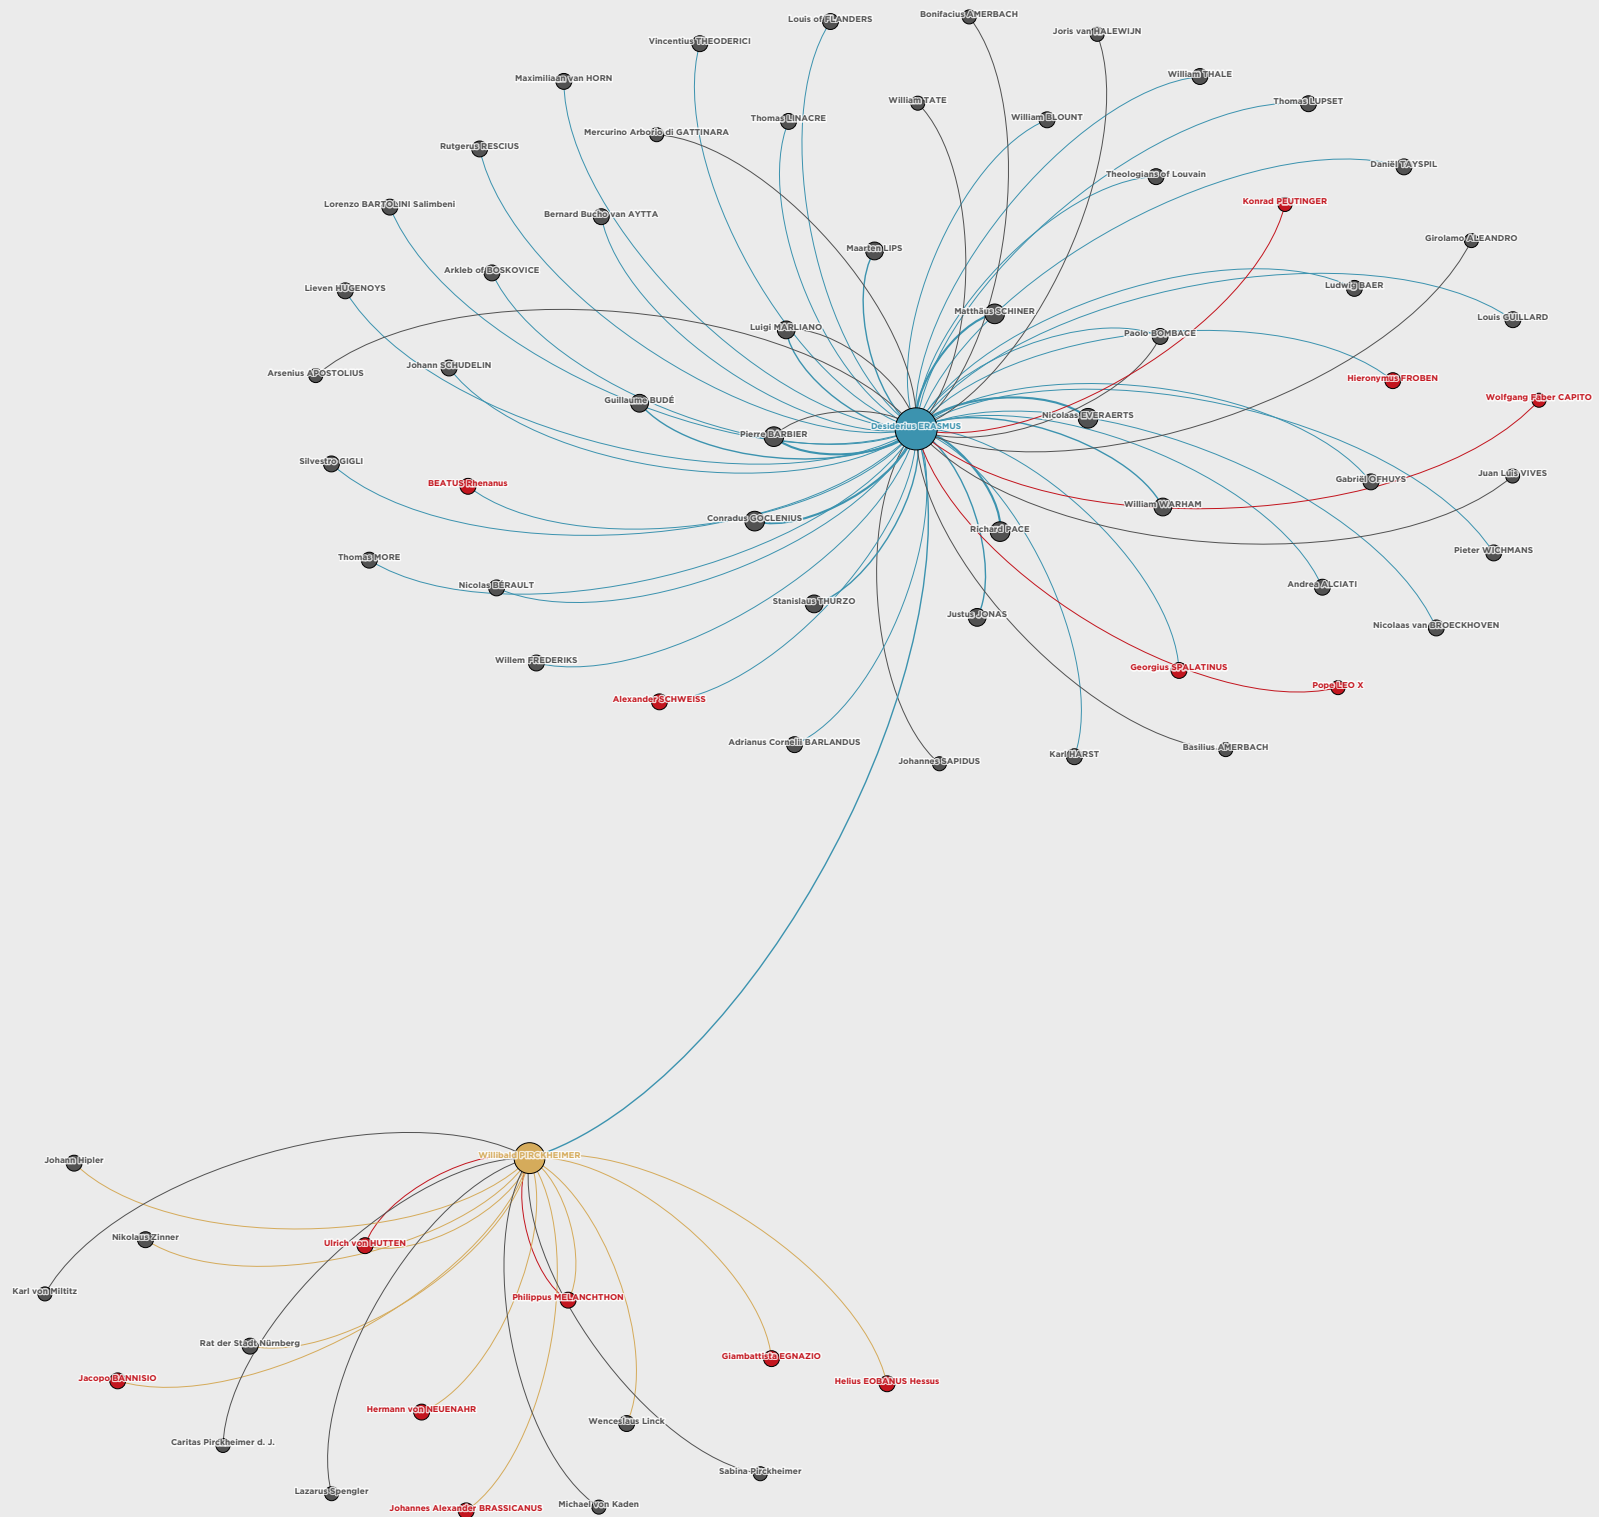 Bonifacius AMERBACH
Louis of FLANDERS
Joris van HALEWIJN
Vincentius THEODERICI
William THALE
Maximiliaan van HORN
William TATE
Thomas LUPSET
Thomas LINACRE
William BLOUNT
Mercurino Arborio di GATTINARA
Rutgerus RESCIUS
Daniël TAYSPIL
Theologians of Louvain
Konrad PEUTINGER
Lorenzo BARTOLINI Salimbeni
Bernard Bucho van AYTTA
Girolamo ALEANDRO
Maarten LIPS
Arkleb of BOSKOVICE
Ludwig BAER
Lieven HUGENOYS
Matthäus SCHINER
Louis GUILLARD
Luigi MARLIANO
Paolo BOMBACE
Johann SCHUDELIN
Arsenius APOSTOLIUS
Hieronymus FROBEN
Wolfgang Faber CAPITO
Guillaume BUDÉ
Nicolaas EVERAERTS
Desiderius ERASMUS
Pierre BARBIER
Silvestro GIGLI
Juan Luis VIVES
Gabriël OFHUYS
BEATUS Rhenanus
William WARHAM
Conradus GOCLENIUS
Richard PACE
Pieter WICHMANS
Thomas MORE
Nicolas BÉRAULT
Andrea ALCIATI
Stanislaus THURZO
Justus JONAS
Nicolaas van BROECKHOVEN
Willem FREDERIKS
Georgius SPALATINUS
Pope LEO X
Alexander SCHWEISS
Adrianus Cornelii BARLANDUS
Basilius AMERBACH
Karl HARST
Johannes SAPIDUS
Willibald PIRCKHEIMER
Johann Hipler
Nikolaus Zinner
Ulrich von HUTTEN
Karl von Miltitz
Philippus MELANCHTHON
Rat der Stadt Nürnberg
Giambattista EGNAZIO
Jacopo BANNISIO
Helius EOBANUS Hessus
Hermann von NEUENAHR
Wenceslaus Linck
Caritas Pirckheimer d. J.
Sabina Pirckheimer
Lazarus Spengler
Michael von Kaden
Johannes Alexander BRASSICANUS